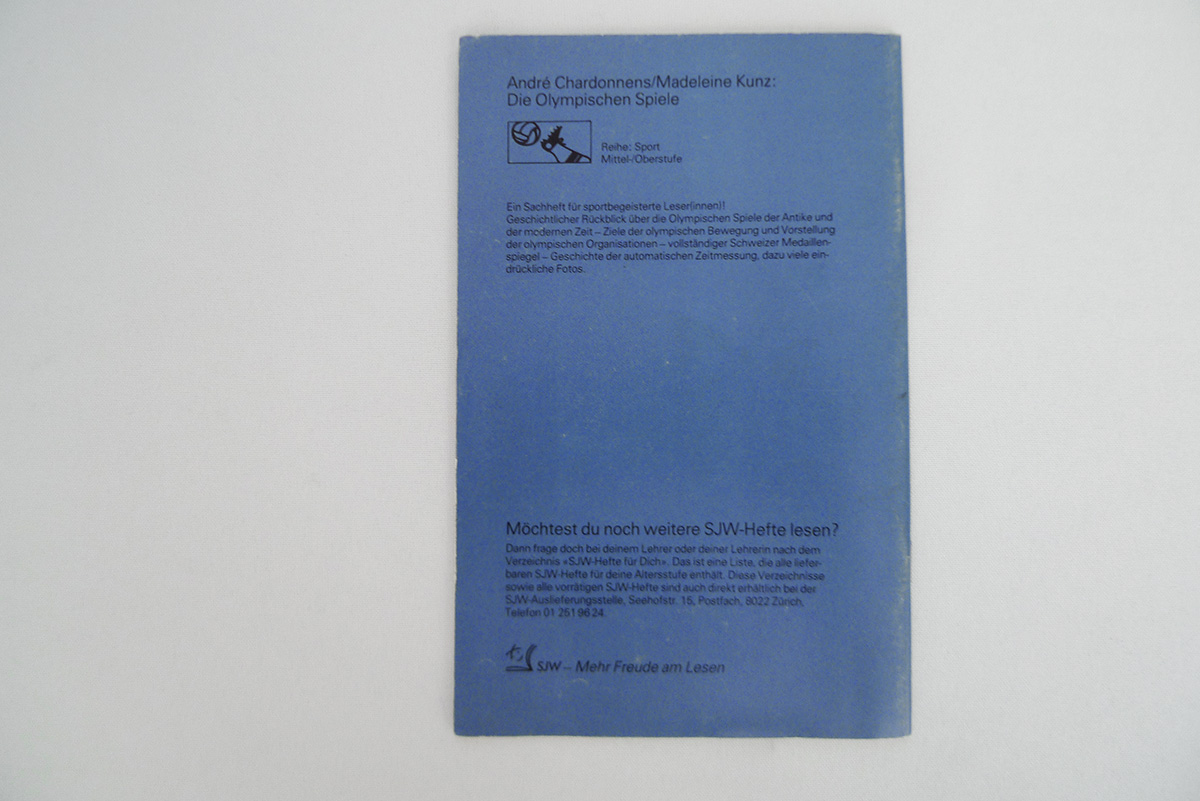 André Chardonnens/Madeleine Kunz:
Die Olympischen Spiele
Reihe: Sport
Mittel-/Oberstufe
Ein Sachheft für sportbegeisterte Leser(innen)!
Geschichtlicher Rückblick über die Olympischen Spiele der Antike und
der modernen Zeit – Ziele der olympischen Bewegung und Vorstellung
der olympischen Organisationen – vollständiger Schweizer Medaillen-
spiegel – Geschichte der automatischen Zeitmessung, dazu viele ein-
drückliche Fotos.
Möchtest du noch weitere SJW-Hefte lesen?
Dann frage doch bei deinem Lehrer oder deiner Lehrerin nach dem
Verzeichnis «SJW-Hefte für Dich». Das ist eine Liste, die alle liefer-
baren SJW-Hefte für deine Altersstufe enthält. Diese Verzeichnisse
sowie alle vorrätigen SJW-Hefte sind auch direkt erhältlich bei der
SJW-Auslieferungsstelle, Seehofstr. 15, Postfach, 8022 Zürich,
Telefon 01 251 96 24.
SJW – Mehr Freude am Lesen